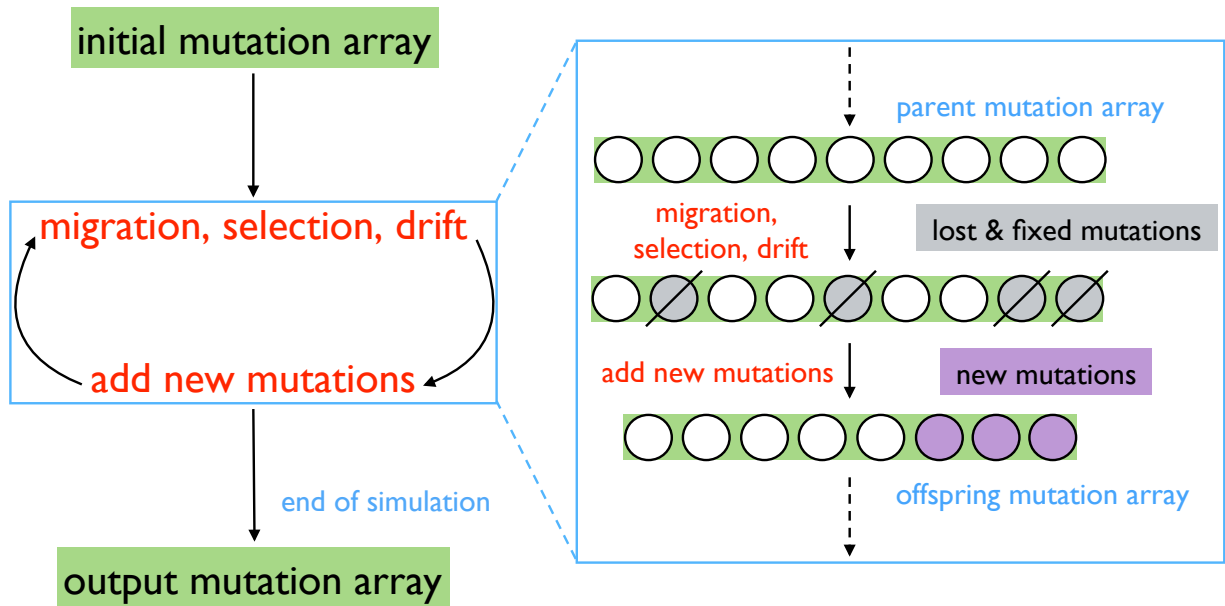 initial mutation array
migration, selection, drift
add new mutations
end of simulation
output mutation array
parent mutation array
migration,
selection, drift
lost & fixed mutations
add new mutations
new mutations
offspring mutation array